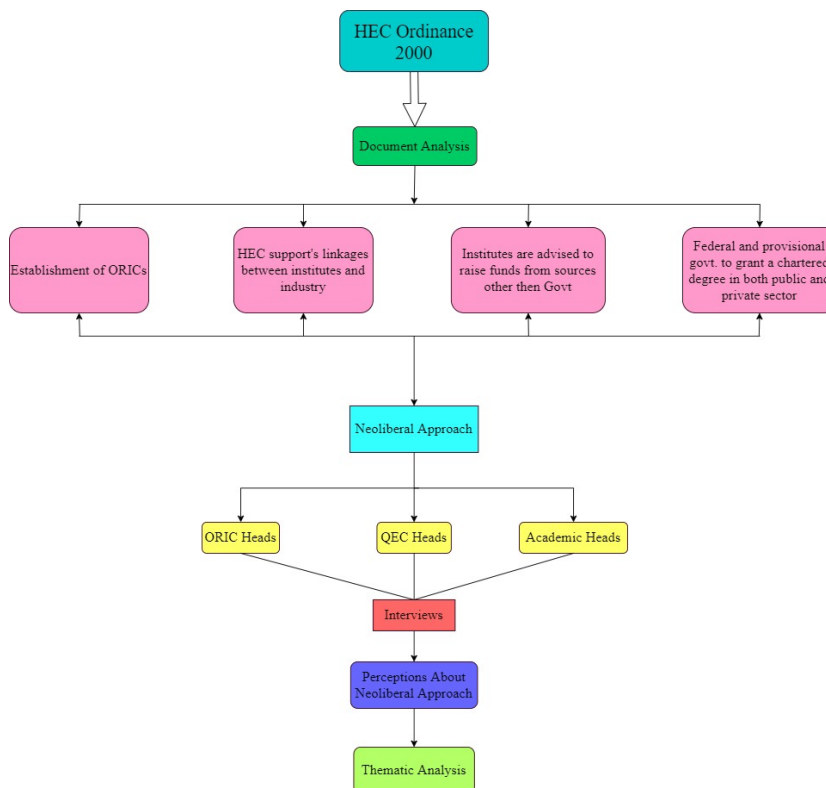 HEC Ordinance
2000
Document Analysis
Establishment of ORICs
HEC support's linkages
between institutes and
industry
Institutes are advised to
raise funds from sources
other then Govt
Federal and provisional
govt. to grant a chartered
degree in both public and
private sector
Neoliberal Approach
ORIC Heads
QEC Heads
Academic Heads
Interviews
Perceptions About
Neoliberal Approach
Thematic Analysis